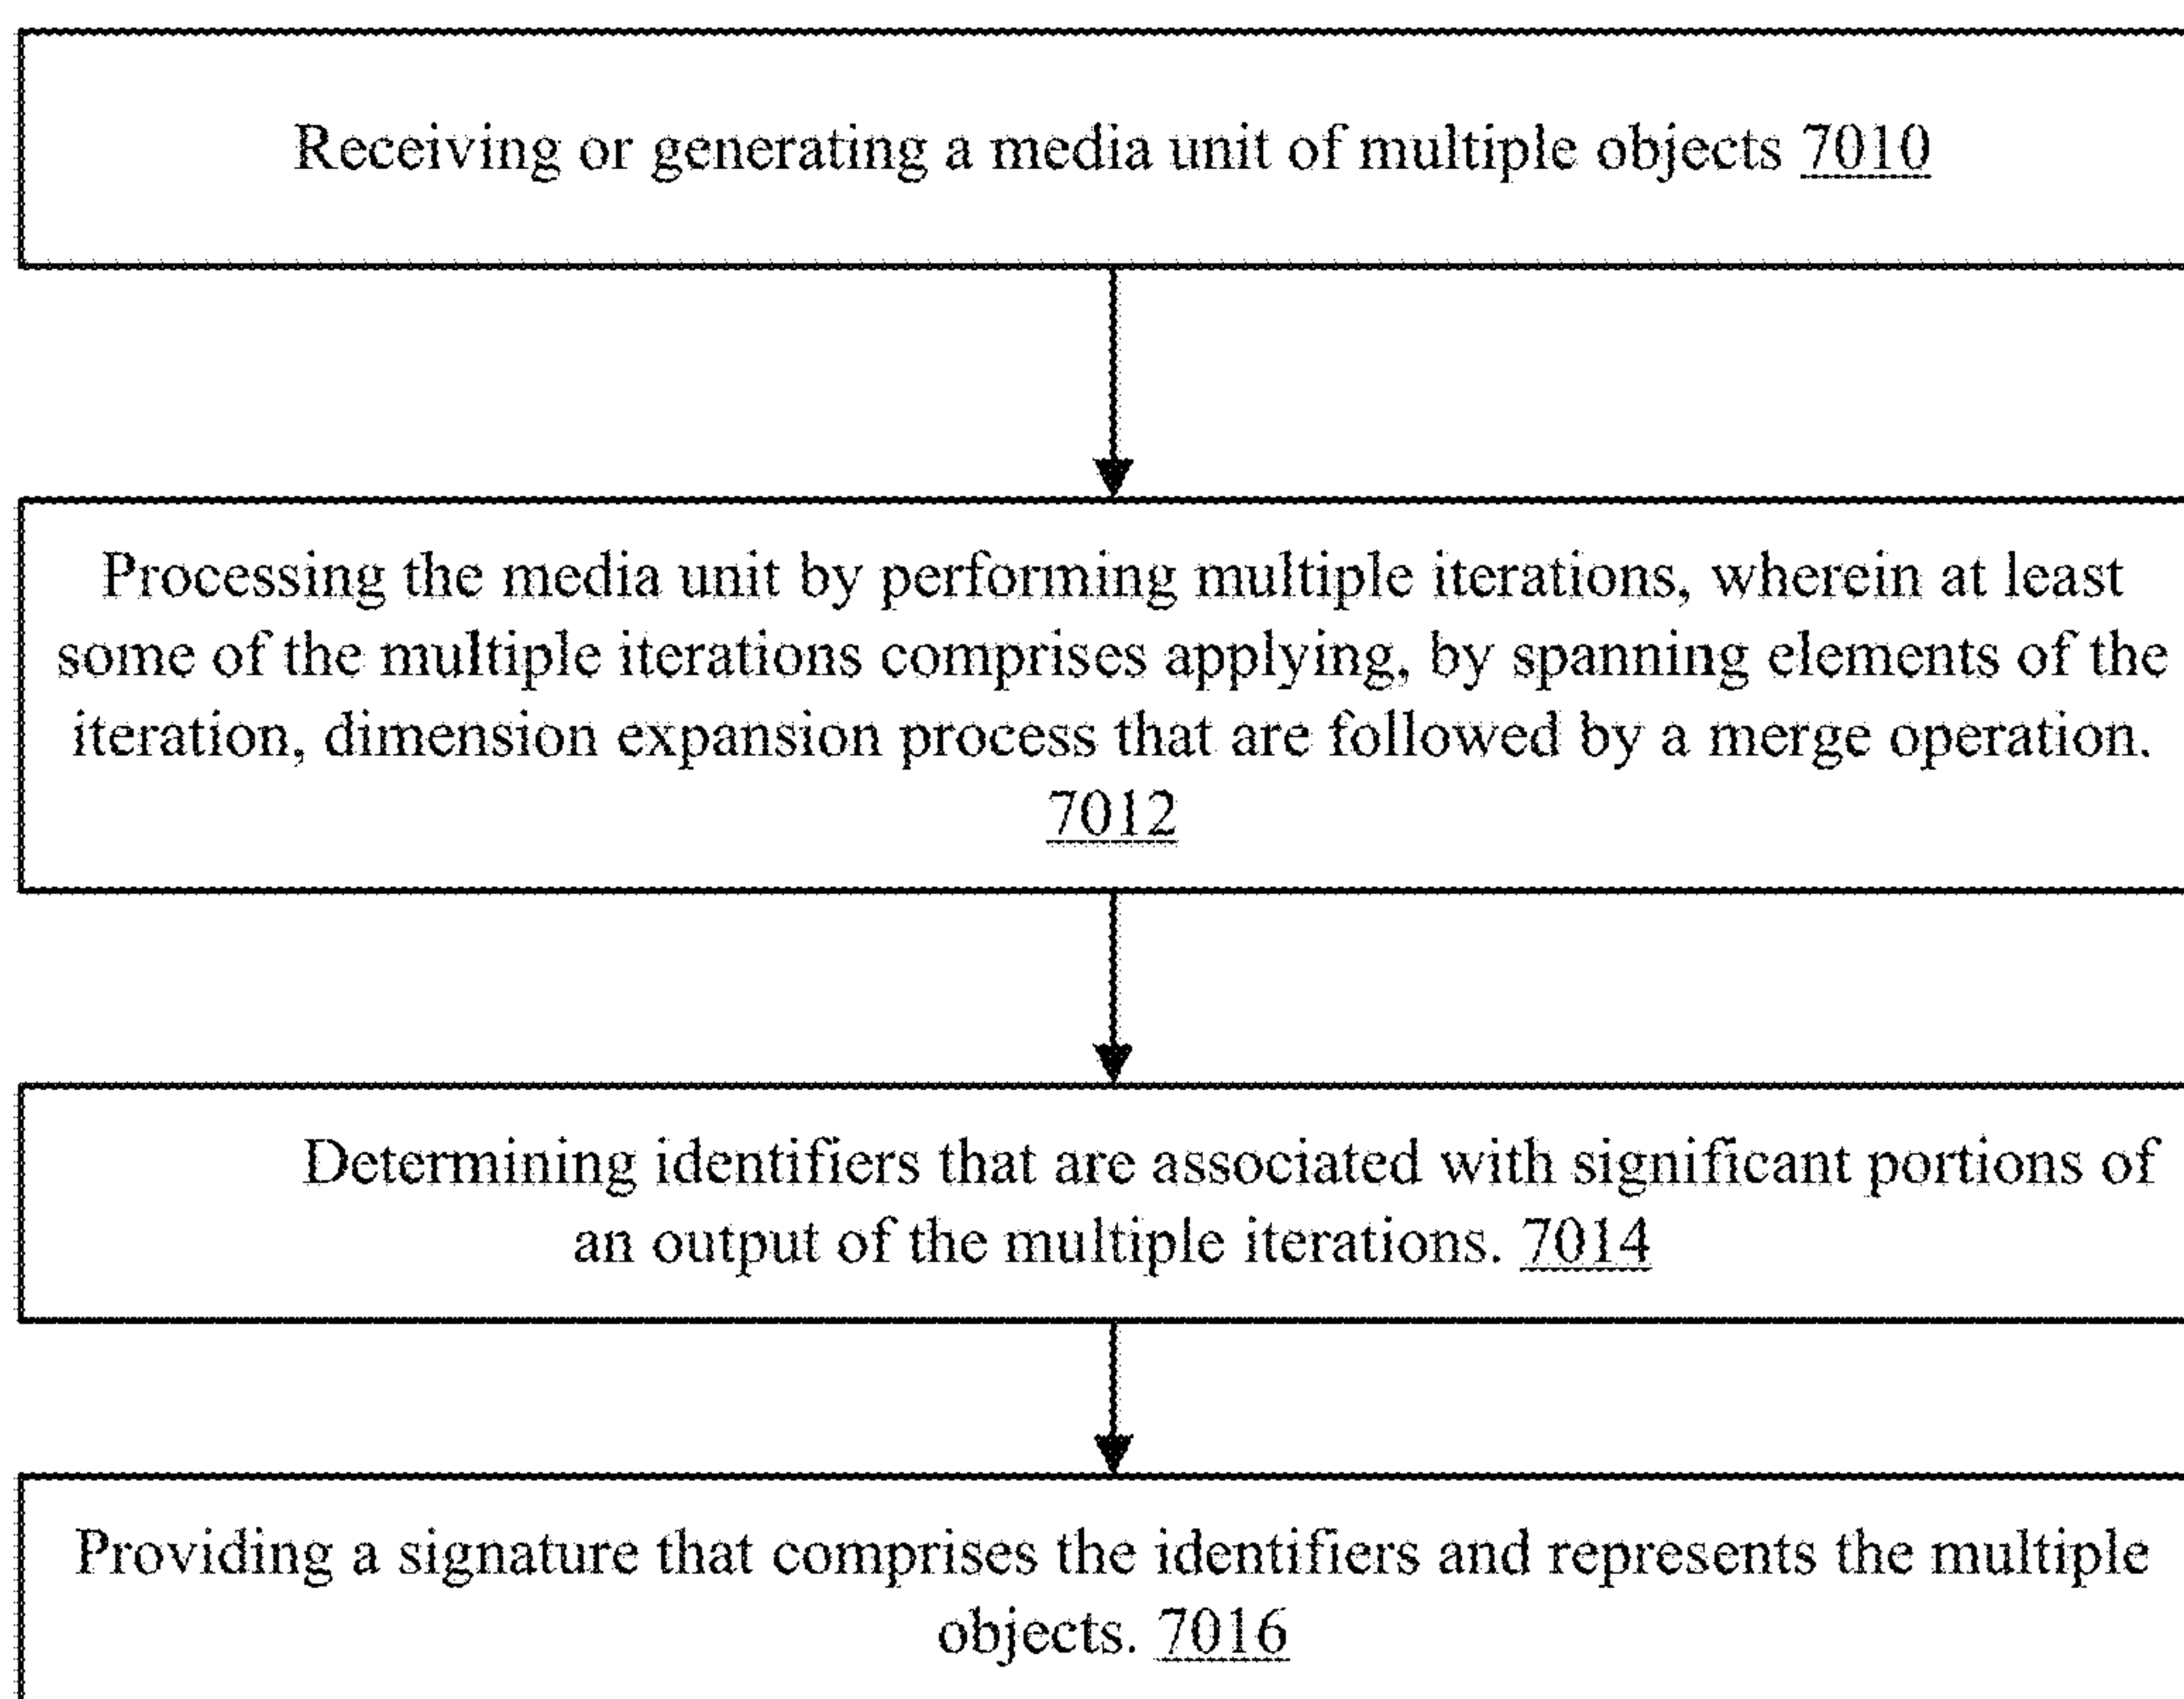 Receiving or generating a media unit of multiple objects 7010
Processing the media unit by performing multiple iterations, wherein at least
some of the multiple iterations comprises applying, by spanning elements of the
iteration, dimension expansion process that are followed by a merge operation.
7012
Determining identifiers that are associated with significant portions of
an output of the multiple iterations. 7014
Providing a signature that comprises the identifiers and represents the multiple
objects. 7016